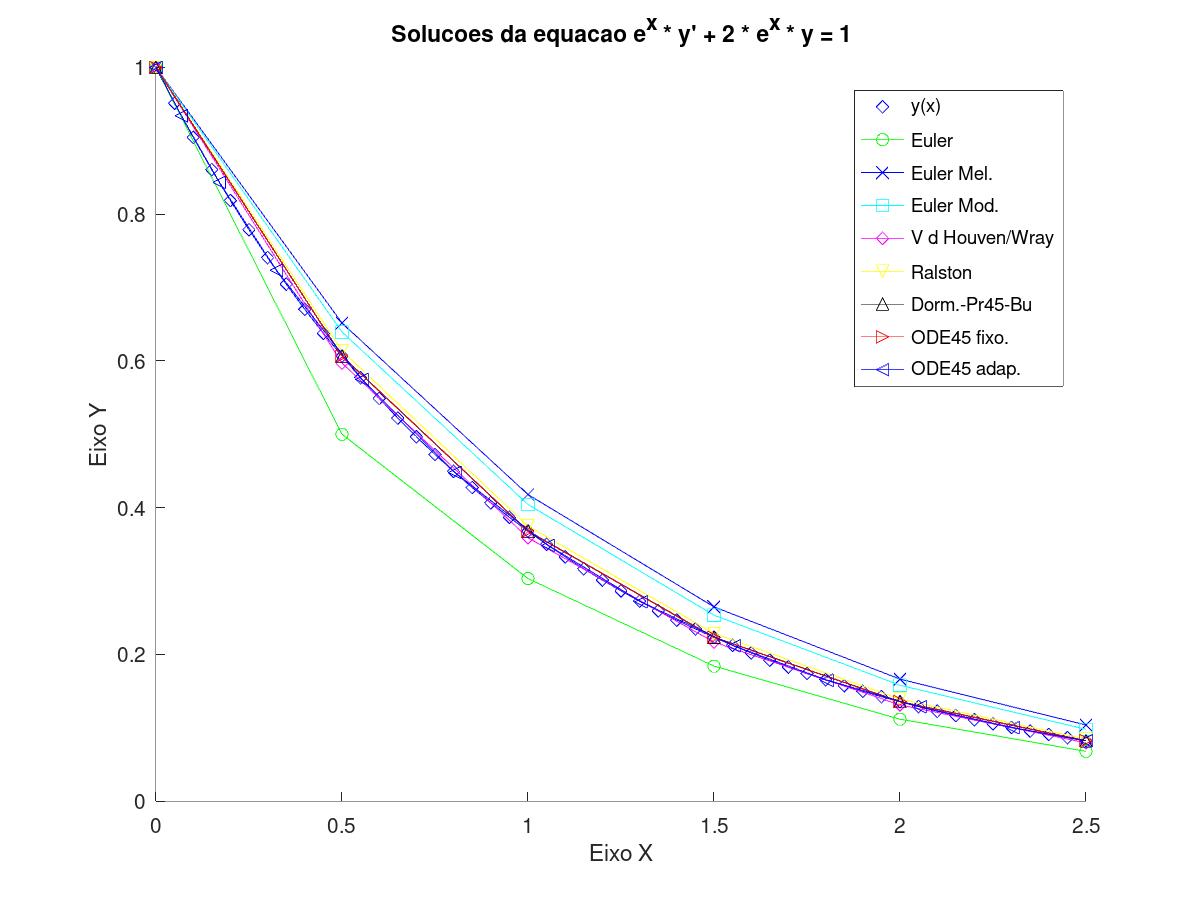 Solucoes da equacao e^x * y' + 2 * e^x * y = 1
1
0.8
0.6
0.4
0.2
0
Eixo Y
0 0.5 1 1.5 2 2.5
Eixo X
y(x)
Euler
Euler Mel.
Euler Mod.
V d Houven/Wray
Ralston
Dorm.-Pr45-Bu
ODE45 fixo.
ODE45 adap.